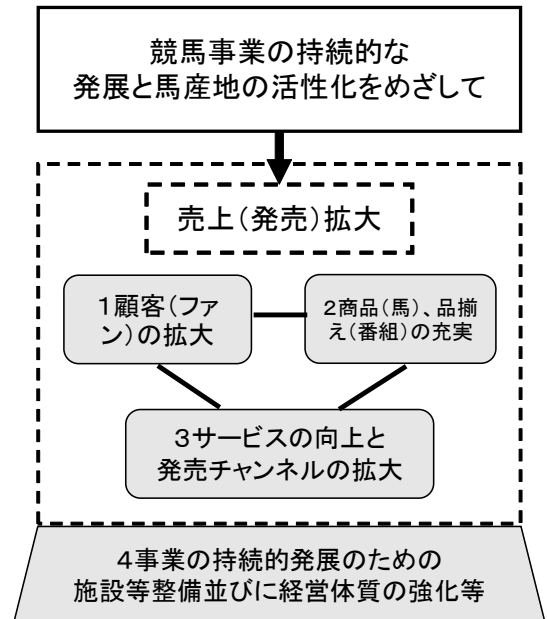 競馬事業の持続的な
発展と馬産地の活性化をめざして
売上(発売)拡大
1顧客(ファ
ン)の拡大
2商品(馬)、品揃
え(番組)の充実
3サービスの向上と
発売チャンネルの拡大
4事業の持続的発展のための
施設等整備並びに経営体質の強化等